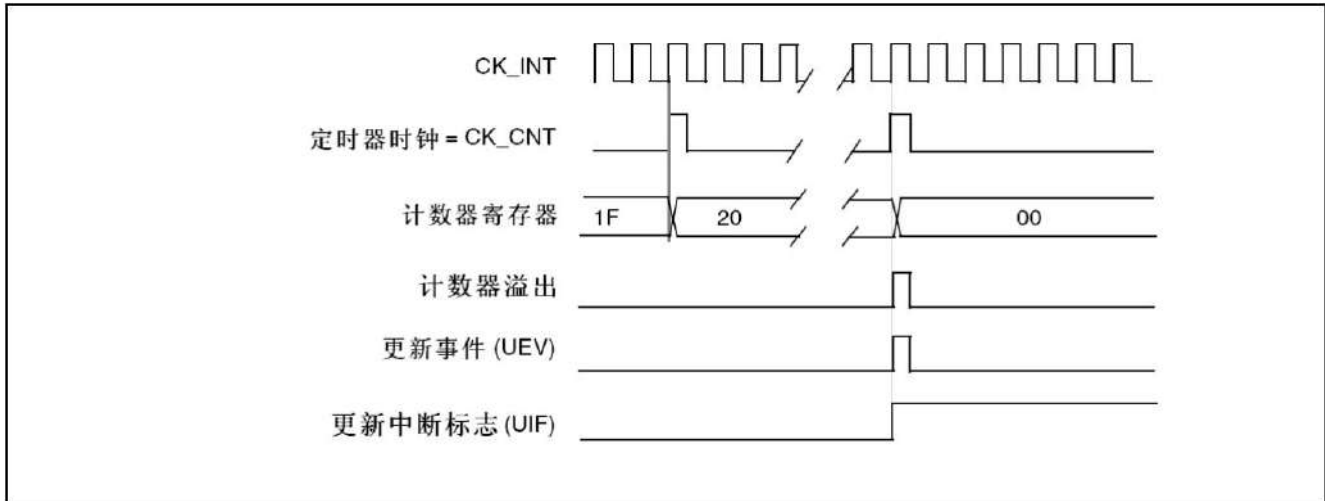 CK_INT
定时器时钟 = CK_CNT
计数器寄存器 1F 20 00
计数器溢出
更新事件 (UEV)
更新中断标志 (UIF)